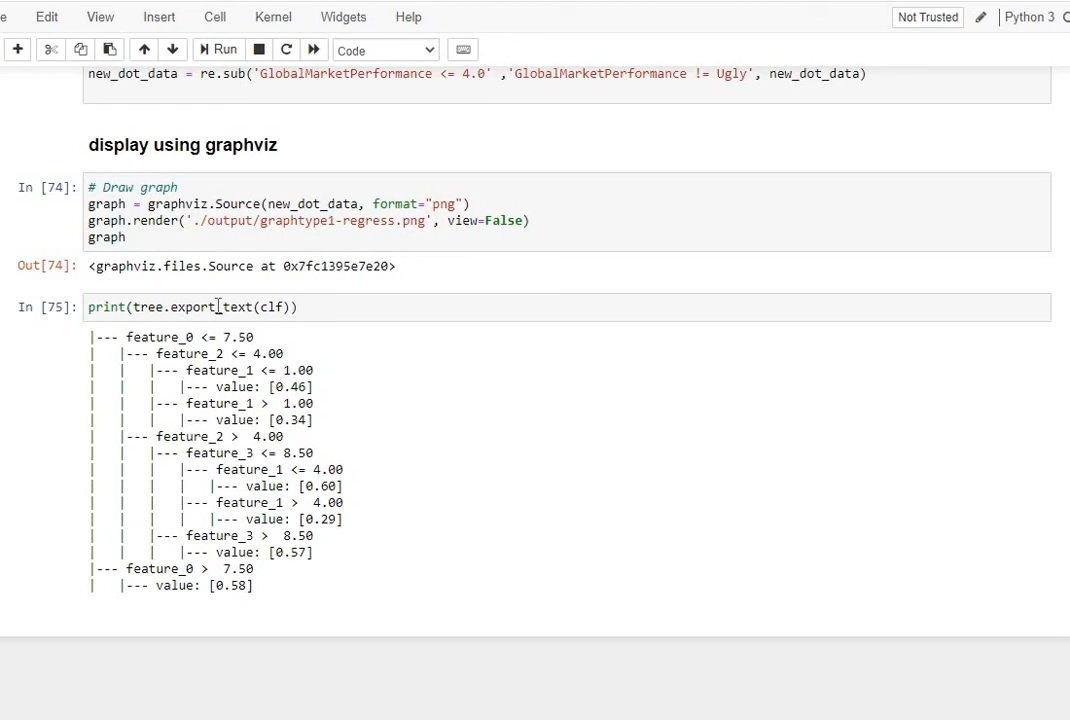 e Edit View Insert Cell Kernel Widgets Help Not Trusted Python 3
Run Code
new_dot_data = re.sub('GlobalMarketPerformance <= 4.0' ,'GlobalMarketPerformance != Ugly', new_dot_data)
display using graphviz
In [74]: # Draw graph
graph = graphviz.Source(new_dot_data, format="png")
graph.render('./output/graphtype1-regress.png', view=False)
graph
Out[74]: <graphviz.files.Source at 0x7fc1395e7e20>
In [75]: print(tree.export_text(clf))
|--- feature_0 <= 7.50
|   |--- feature_2 <= 4.00
|   |   |--- feature_1 <= 1.00
|   |   |   |--- value: [0.46]
|   |   |--- feature_1 >  1.00
|   |   |   |--- value: [0.34]
|   |--- feature_2 >  4.00
|   |   |--- feature_3 <= 8.50
|   |   |   |--- feature_1 <= 4.00
|   |   |   |   |--- value: [0.60]
|   |   |   |--- feature_1 >  4.00
|   |   |   |   |--- value: [0.29]
|   |   |--- feature_3 >  8.50
|   |   |   |--- value: [0.57]
|--- feature_0 >  7.50
|   |--- value: [0.58]